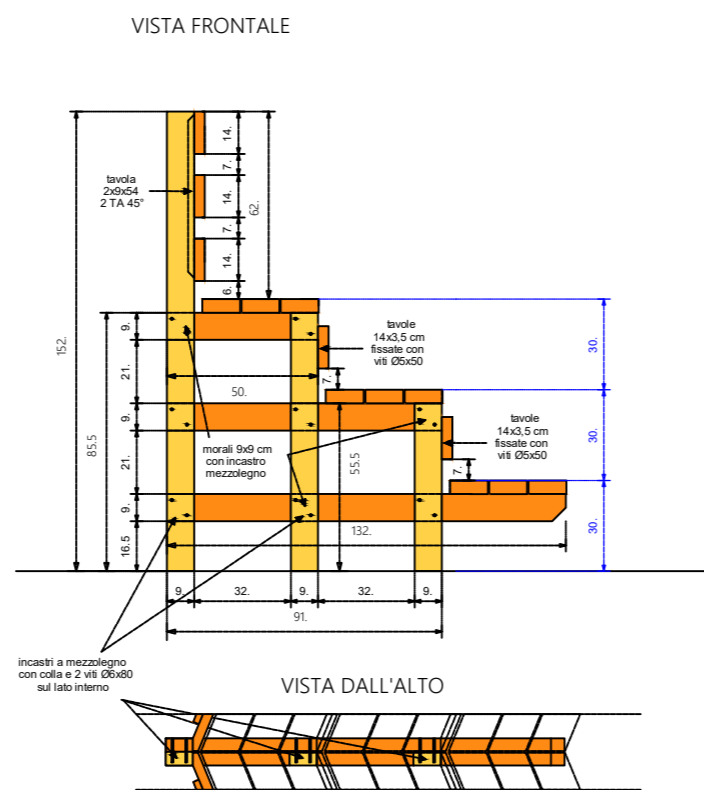 VISTA FRONTALE
14.
7.
tavola
2x9x54
2 TA 45°
14.
62.
7.
14.
6.
152.
9.
tavole
14x3,5 cm
fissate con
viti Ø5x50
30.
21.
7.
50.
85.5
9.
tavole
14x3,5 cm
fissate con
viti Ø5x50
30.
morali 9x9 cm
con incastro
mezzolegno
55.5
21.
7.
9.
132.
30.
16.5
9.
32.
9.
32.
9.
91.
incastri a mezzolegno
con colla e 2 viti Ø6x80
sul lato interno
VISTA DALL'ALTO